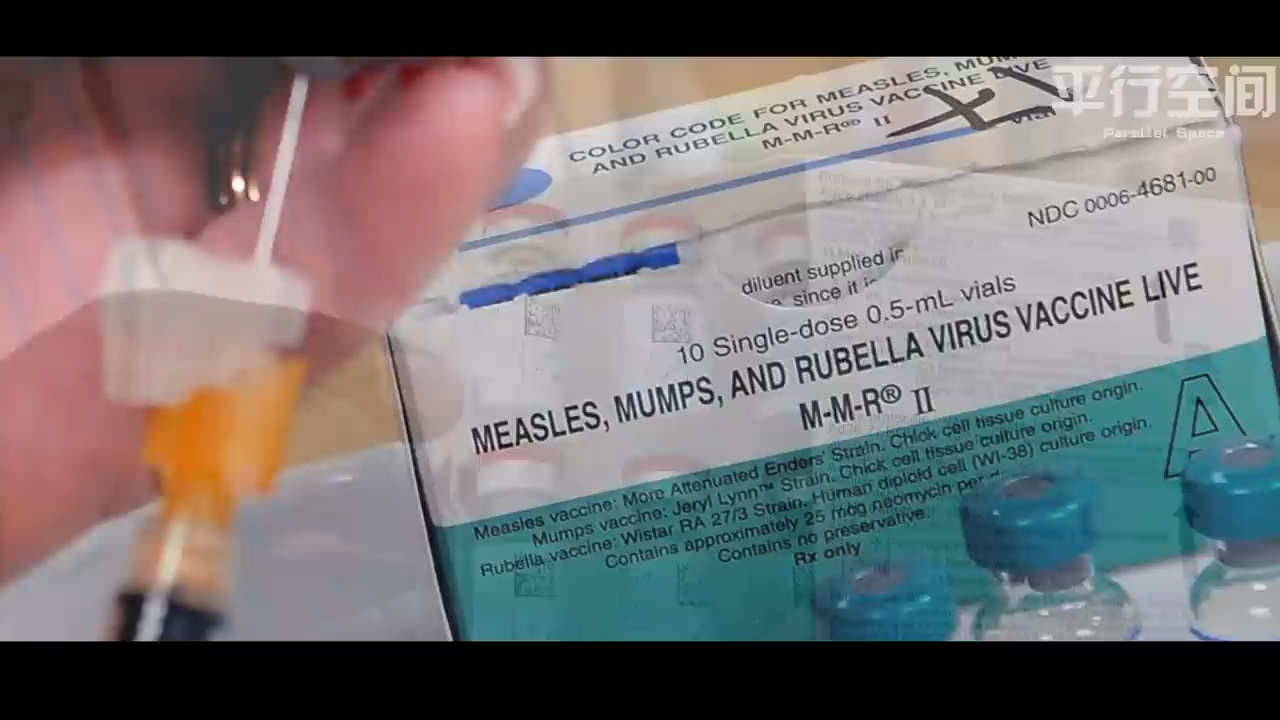 平行空间
Parallel Space
COLOR CODE FOR MEASLES, MUM
AND RUBELLA VIRUS VACCINE LIVE
M-M-R® II
NDC 0006-4681-00
diluent supplied in
since it is
10 Single-dose 0.5-mL vials
MEASLES, MUMPS, AND RUBELLA VIRUS VACCINE LIVE
M-M-R® II
A
Measles vaccine: More Attenuated Enders' Strain. Chick cell tissue culture origin.
Mumps vaccine: Jeryl Lynn™ Strain. Chick cell tissue culture origin.
Rubella vaccine: Wistar RA 27/3 Strain. Human diploid cell (WI-38) culture origin.
Contains approximately 25 mcg neomycin per
Contains no preservative.
Rx only